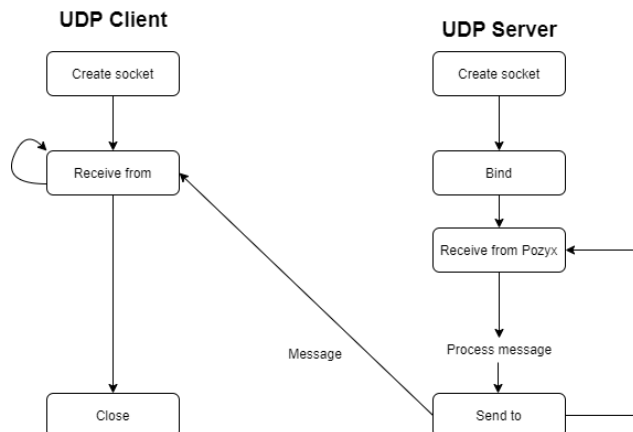 UDP Client
UDP Server
Create socket
Create socket
Receive from
Bind
Receive from Pozyx
Message
Process message
Close
Send to